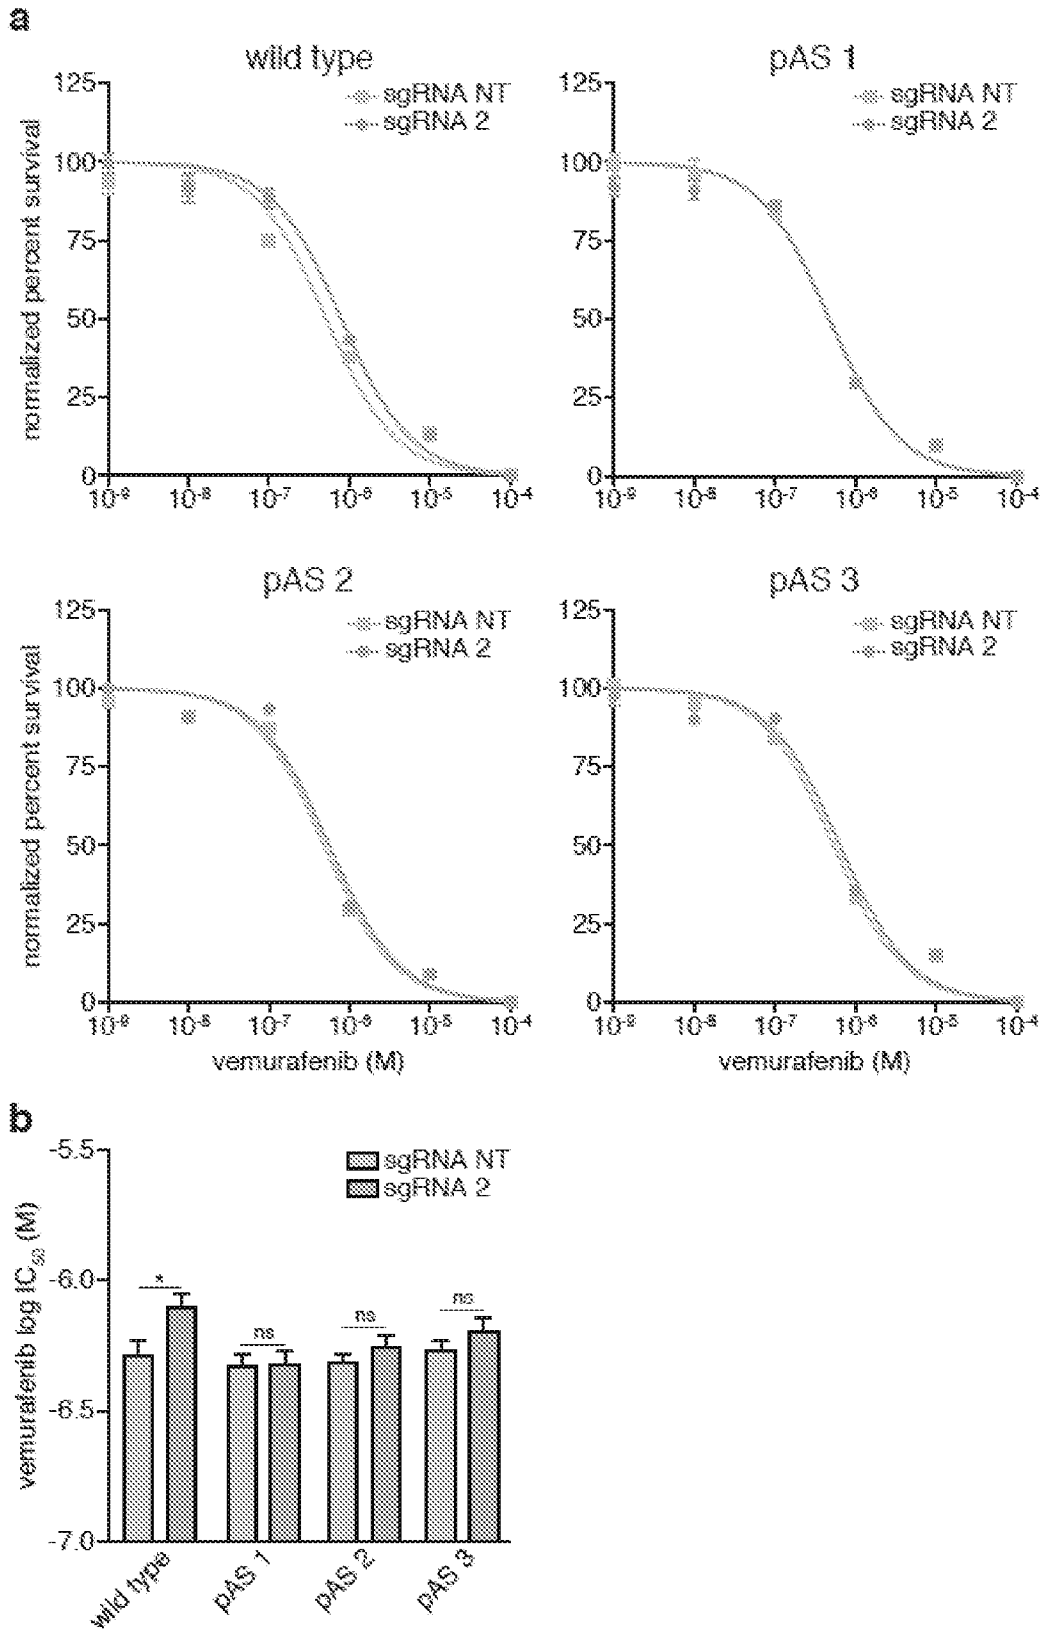 a
wild type
sgRNA NT
sgRNA 2
normalized percent survival
125
100
75
50
25
0
10⁻⁹ 10⁻⁸ 10⁻⁷ 10⁻⁶ 10⁻⁵ 10⁻⁴
pAS 1
sgRNA NT
sgRNA 2
125
100
75
50
25
0
10⁻⁹ 10⁻⁸ 10⁻⁷ 10⁻⁶ 10⁻⁵ 10⁻⁴
pAS 2
sgRNA NT
sgRNA 2
normalized percent survival
125
100
75
50
25
0
10⁻⁹ 10⁻⁸ 10⁻⁷ 10⁻⁶ 10⁻⁵ 10⁻⁴
vemurafenib (M)
pAS 3
sgRNA NT
sgRNA 2
125
100
75
50
25
0
10⁻⁹ 10⁻⁸ 10⁻⁷ 10⁻⁶ 10⁻⁵ 10⁻⁴
vemurafenib (M)
b
sgRNA NT
sgRNA 2
vemurafenib log IC₅₀ (M)
-5.5
-6.0
-6.5
-7.0
*
ns
ns
ns
wild type
pAS 1
pAS 2
pAS 3